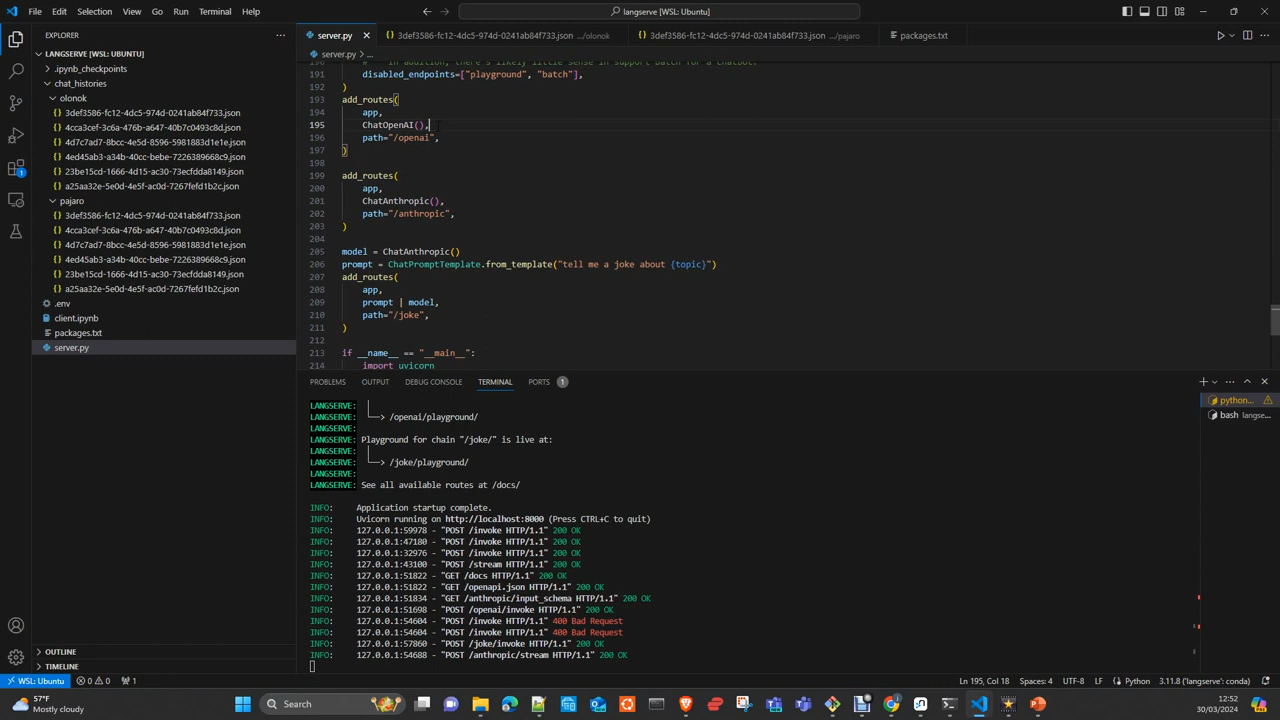 File Edit Selection View Go Run Terminal Help
langserve [WSL: Ubuntu]
EXPLORER
server.py
3def3586-fc12-4dc5-974d-0241ab84f733.json .../olonok
3def3586-fc12-4dc5-974d-0241ab84f733.json .../pajaro
packages.txt
LANGSERVE [WSL: UBUNTU]
.ipynb_checkpoints
chat_histories
olonok
3def3586-fc12-4dc5-974d-0241ab84f733.json
4cca3cef-3c6a-476b-a647-40b3c0493c8d.json
4d7c7ad7-8bcc-4e5d-8596-5981883d1e11.json
4ed45ab3-a34b-40cc-bebe-7226389668c9.json
23be15cd-1666-4d15-ac30-73ecfdda8149.json
a25aa32e-5e0d-4e5f-ac0d-7267fefd1b2c.json
pajaro
3def3586-fc12-4dc5-974d-0241ab84f733.json
4cca3cef-3c6a-476b-a647-40b3c0493c8d.json
4d7c7ad7-8bcc-4e5d-8596-5981883d1e11.json
23be15cd-1666-4d15-ac30-73ecfdda8149.json
a25aa32e-5e0d-4e5f-ac0d-7267fefd1b2c.json
.env
client.ipynb
packages.txt
server.py
OUTLINE
TIMELINE
server.py > ...
190 # In addition, there's likely little sense in support batch for a chatbot.
191 disabled_endpoints=["playground", "batch"],
192 )
193 add_routes(
194 app,
195 ChatOpenAI(),
196 path="/openai",
197 )
198
199 add_routes(
200 app,
201 ChatAnthropic(),
202 path="/anthropic",
203 )
204
205 model = ChatAnthropic()
206 prompt = ChatPromptTemplate.from_template("tell me a joke about {topic}")
207 add_routes(
208 app,
209 prompt | model,
210 path="/joke",
211 )
212
213 if __name__ == "__main__":
214 import uvicorn
PROBLEMS OUTPUT DEBUG CONSOLE TERMINAL PORTS 1
python...
bash langse...
LANGSERVE: │
LANGSERVE: └──> /openai/playground/
LANGSERVE:
LANGSERVE: Playground for chain "/joke/" is live at:
LANGSERVE: │
LANGSERVE: └──> /joke/playground/
LANGSERVE:
LANGSERVE: See all available routes at /docs/
INFO: Application startup complete.
INFO: Uvicorn running on http://localhost:8000 (Press CTRL+C to quit)
INFO: 127.0.0.1:59978 - "POST /invoke HTTP/1.1" 200 OK
INFO: 127.0.0.1:47180 - "POST /invoke HTTP/1.1" 200 OK
INFO: 127.0.0.1:32976 - "POST /invoke HTTP/1.1" 200 OK
INFO: 127.0.0.1:43100 - "POST /stream HTTP/1.1" 200 OK
INFO: 127.0.0.1:51822 - "GET /docs HTTP/1.1" 200 OK
INFO: 127.0.0.1:51822 - "GET /openapi.json HTTP/1.1" 200 OK
INFO: 127.0.0.1:51834 - "GET /anthropic/input_schema HTTP/1.1" 200 OK
INFO: 127.0.0.1:51698 - "POST /openai/invoke HTTP/1.1" 200 OK
INFO: 127.0.0.1:54604 - "POST /invoke HTTP/1.1" 400 Bad Request
INFO: 127.0.0.1:54604 - "POST /invoke HTTP/1.1" 400 Bad Request
INFO: 127.0.0.1:57860 - "POST /joke/invoke HTTP/1.1" 200 OK
INFO: 127.0.0.1:54688 - "POST /anthropic/stream HTTP/1.1" 200 OK
WSL: Ubuntu 0 0 1
Ln 195, Col 18 Spaces: 4 UTF-8 LF Python 3.11.8 ('langserve': conda)
57°F
Mostly cloudy
Search
12:52
30/03/2024